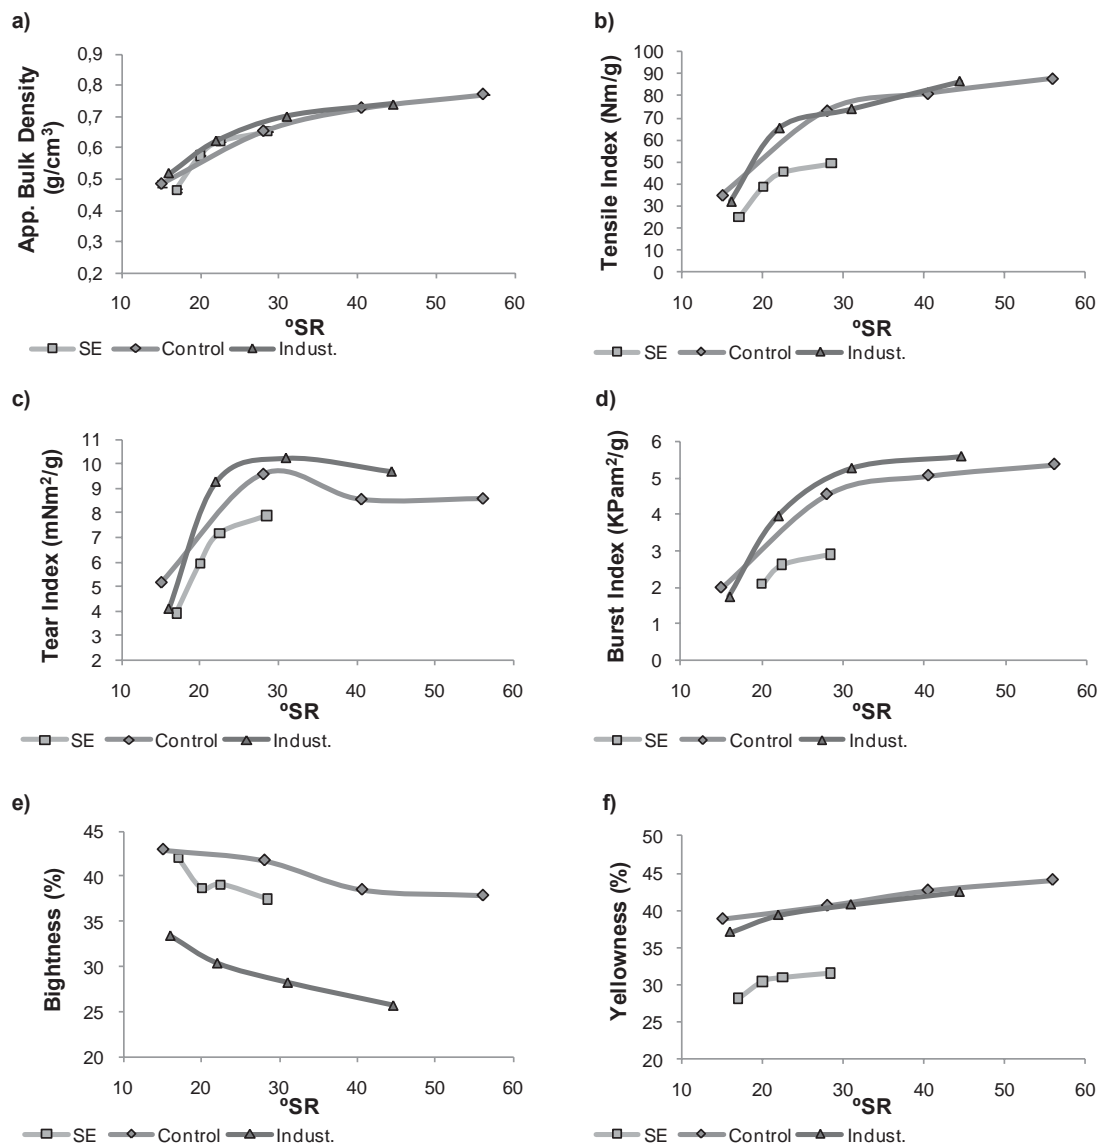 a)
App. Bulk Density
(g/cm³)
0,9
0,8
0,7
0,6
0,5
0,4
0,3
0,2
10 20 30 40 50 60
ºSR
SE Control Indust.
b)
Tensile Index (Nm/g)
100
90
80
70
60
50
40
30
20
10
0
10 20 30 40 50 60
ºSR
SE Control Indust.
c)
Tear Index (mNm²/g)
11
10
9
8
7
6
5
4
3
2
10 20 30 40 50 60
ºSR
SE Control Indust.
d)
Burst Index (KPam²/g)
6
5
4
3
2
1
0
10 20 30 40 50 60
ºSR
SE Control Indust.
e)
Bightness (%)
45
40
35
30
25
20
10 20 30 40 50 60
ºSR
SE Control Indust.
f)
Yellowness (%)
50
45
40
35
30
25
20
10 20 30 40 50 60
ºSR
SE Control Indust.